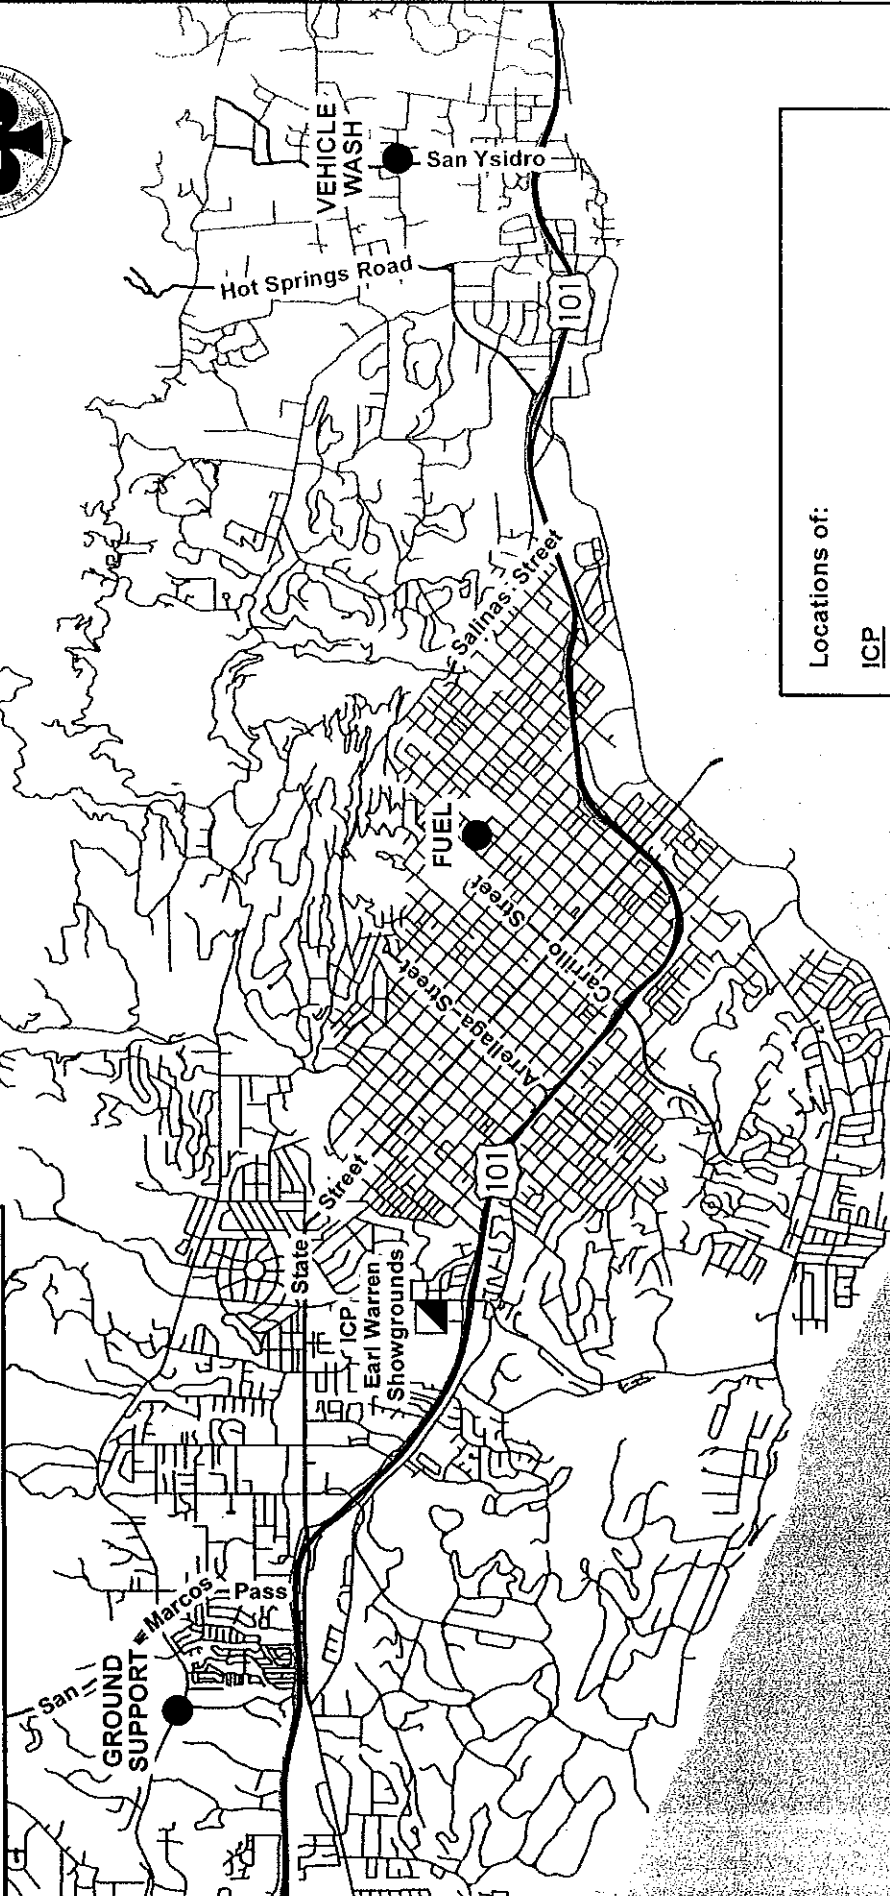 San Marcos Pass
GROUND
SUPPORT
State Street
ICP
Earl Warren
Showgrounds
101
Arrellaga Street
Carrillo Street
FUEL
Salinas Street
Hot Springs Road
101
VEHICLE
WASH
San Ysidro
Locations of:
ICP